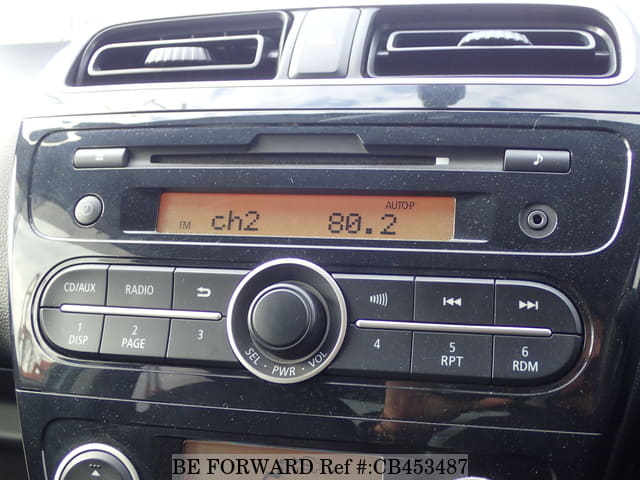 AUTO P
FM ch2 80.2
CD/AUX RADIO
1 DISP 2 PAGE 3
4 5 RPT 6 RDM
SEL · PWR · VOL
BE FORWARD Ref #CB453487